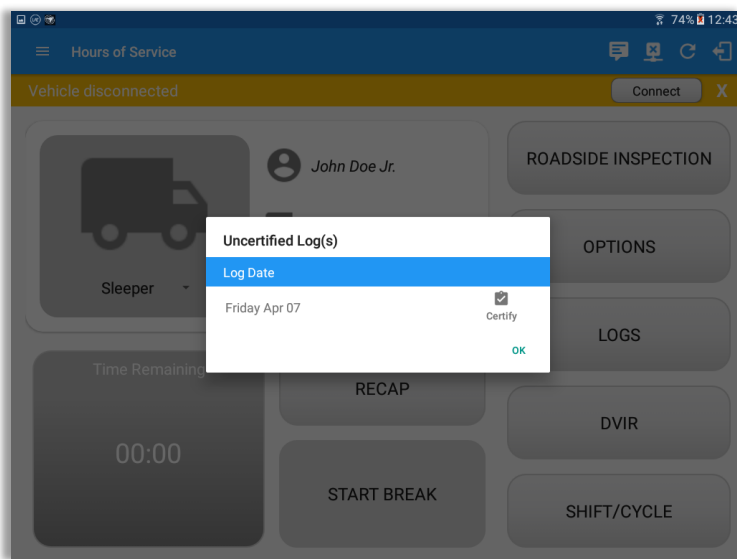 74% 12:43
Hours of Service
Vehicle disconnected
Connect X
John Doe Jr.
Sleeper
Uncertified Log(s)
Log Date
Friday Apr 07
Certify
OK
Time Remaining
00:00
RECAP
START BREAK
ROADSIDE INSPECTION
OPTIONS
LOGS
DVIR
SHIFT/CYCLE